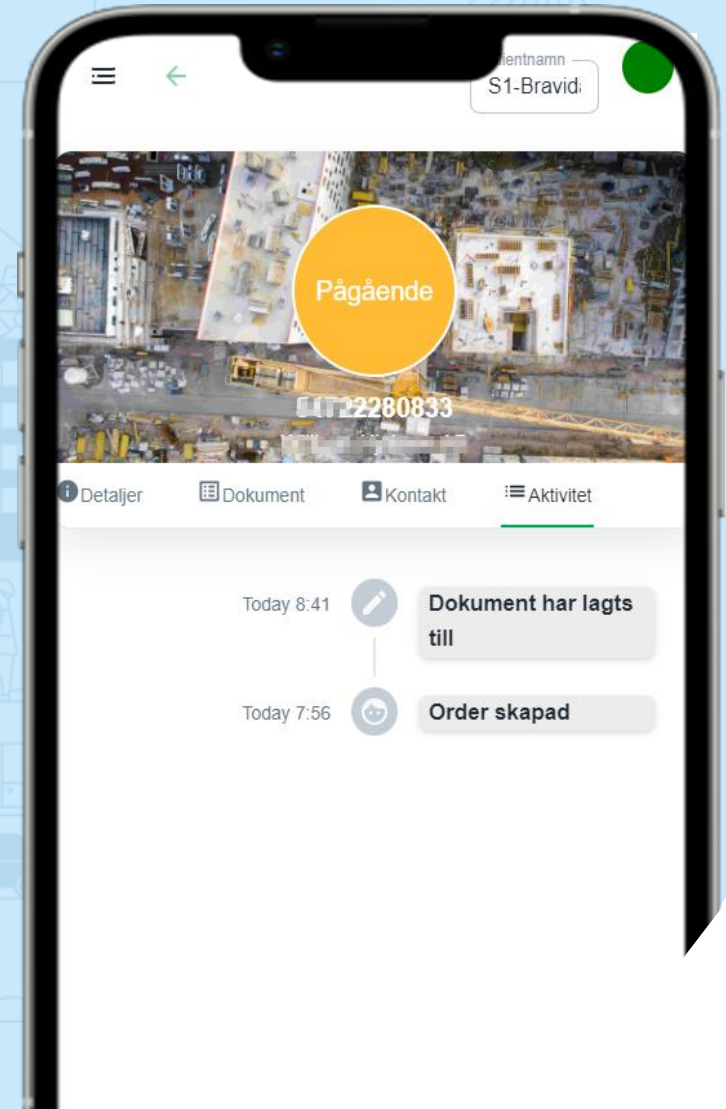 S1-Bravid
Pågående
2280833
Detaljer
Dokument
Kontakt
Aktivitet
Today 8:41
Dokument har lagts
till
Today 7:56
Order skapad